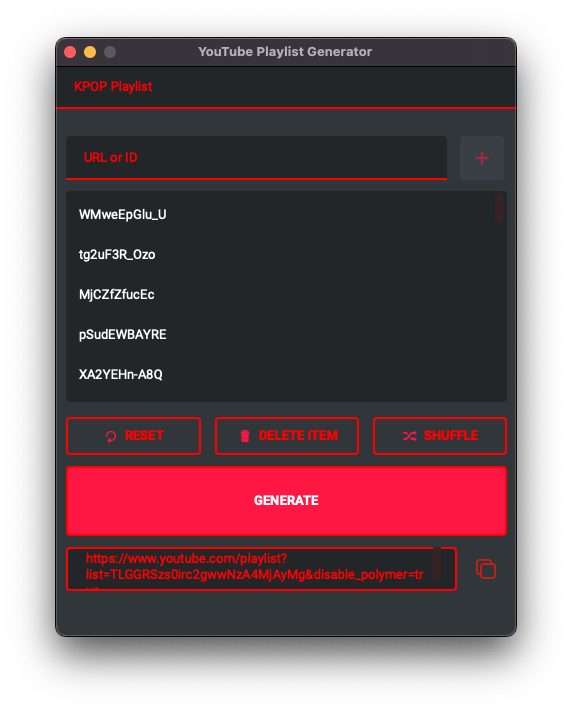 YouTube Playlist Generator
KPOP Playlist
URL or ID
WMweEpGlu_U
tg2uF3R_Ozo
MjCZfZfucEc
pSudEWBAYRE
XA2YEHn-A8Q
RESET
DELETE ITEM
SHUFFLE
GENERATE
https://www.youtube.com/playlist?
list=TLGGRSzs0irc2gwwNzA4MjAyMg&disable_polymer=tr